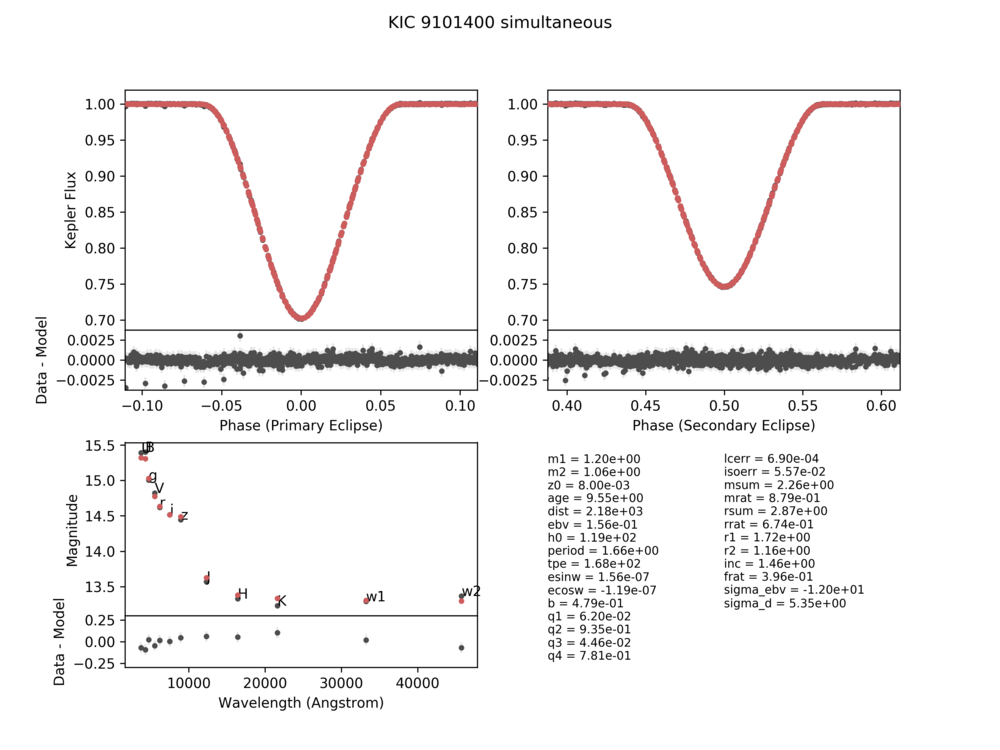 KIC 9101400 simultaneous
1.00
0.95
0.90
0.85
0.80
0.75
0.70
Kepler Flux
0.0025
0.0000
−0.0025
Data - Model
−0.10 −0.05 0.00 0.05 0.10
Phase (Primary Eclipse)
1.00
0.95
0.90
0.85
0.80
0.75
0.70
0.0025
0.0000
−0.0025
0.40 0.45 0.50 0.55 0.60
Phase (Secondary Eclipse)
15.5
15.0
14.5
14.0
13.5
Magnitude
B
g
V
r
i
z
J
H
K
w1
w2
0.25
0.00
−0.25
Data - Model
10000 20000 30000 40000
Wavelength (Angstrom)
m1 = 1.20e+00
m2 = 1.06e+00
z0 = 8.00e-03
age = 9.55e+00
dist = 2.18e+03
ebv = 1.56e-01
h0 = 1.19e+02
period = 1.66e+00
tpe = 1.68e+02
esinw = 1.56e-07
ecosw = -1.19e-07
b = 4.79e-01
q1 = 6.20e-02
q2 = 9.35e-01
q3 = 4.46e-02
q4 = 7.81e-01
lcerr = 6.90e-04
isoerr = 5.57e-02
msum = 2.26e+00
mrat = 8.79e-01
rsum = 2.87e+00
rrat = 6.74e-01
r1 = 1.72e+00
r2 = 1.16e+00
inc = 1.46e+00
frat = 3.96e-01
sigma_ebv = -1.20e+01
sigma_d = 5.35e+00